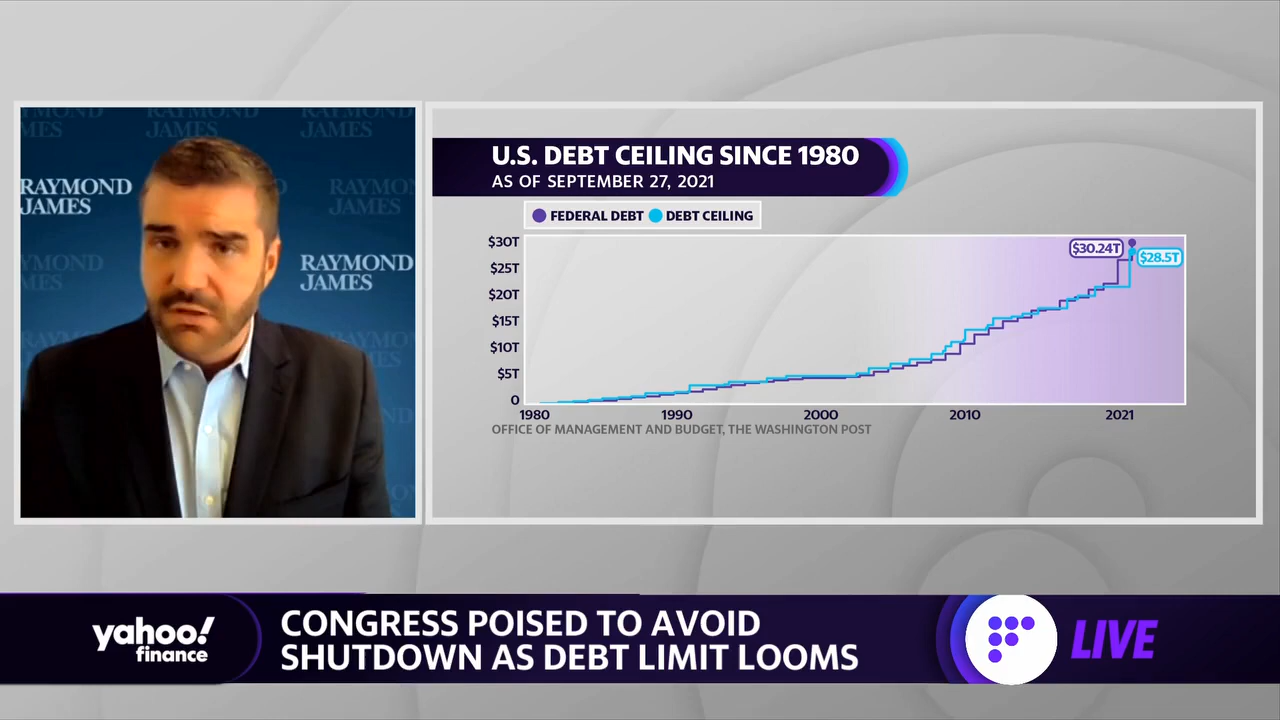 RAYMOND
JAMES
RAYMOND
JAMES
U.S. DEBT CEILING SINCE 1980
AS OF SEPTEMBER 27, 2021
FEDERAL DEBT DEBT CEILING
$30T
$25T
$20T
$15T
$10T
$5T
0
$30.24T
$28.5T
1980 1990 2000 2010 2021
OFFICE OF MANAGEMENT AND BUDGET, THE WASHINGTON POST
yahoo!
finance
CONGRESS POISED TO AVOID
SHUTDOWN AS DEBT LIMIT LOOMS
LIVE